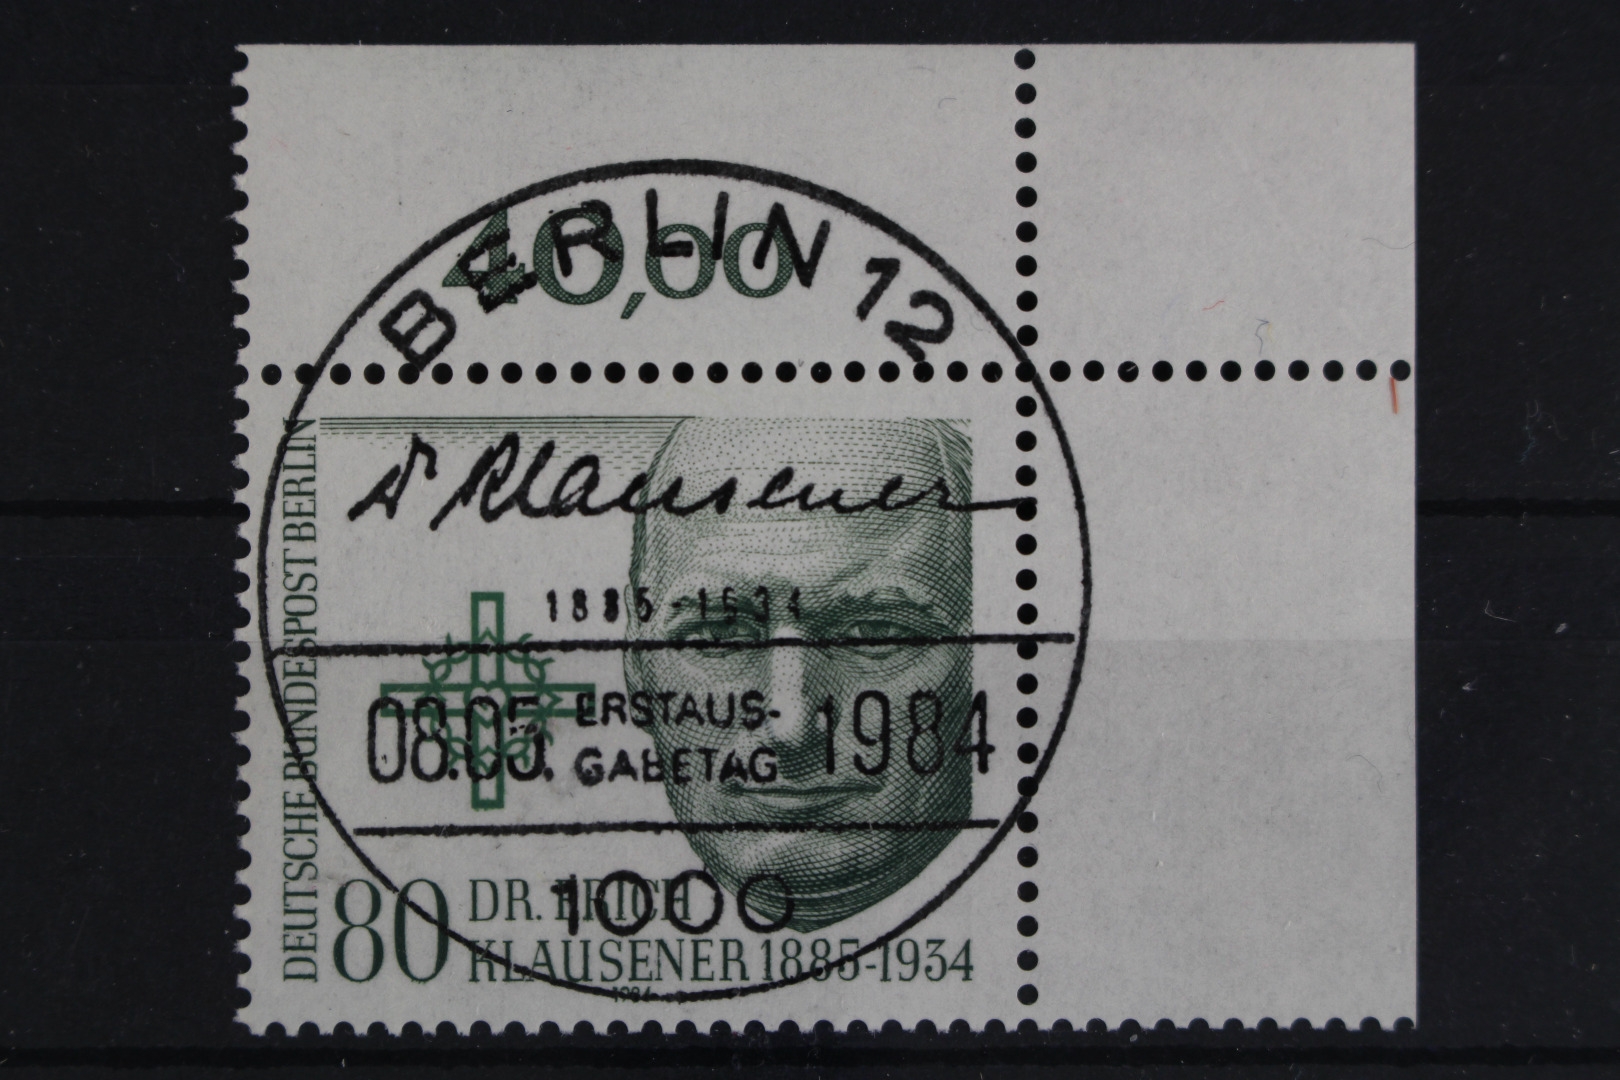 40,00
BERLIN 12
Dr Klausener
1885-1934
08.05. ERSTAUS-
GABETAG 1984
1000
DEUTSCHE BUNDESPOST BERLIN
80
DR. ERICH
KLAUSENER 1885-1934
1984